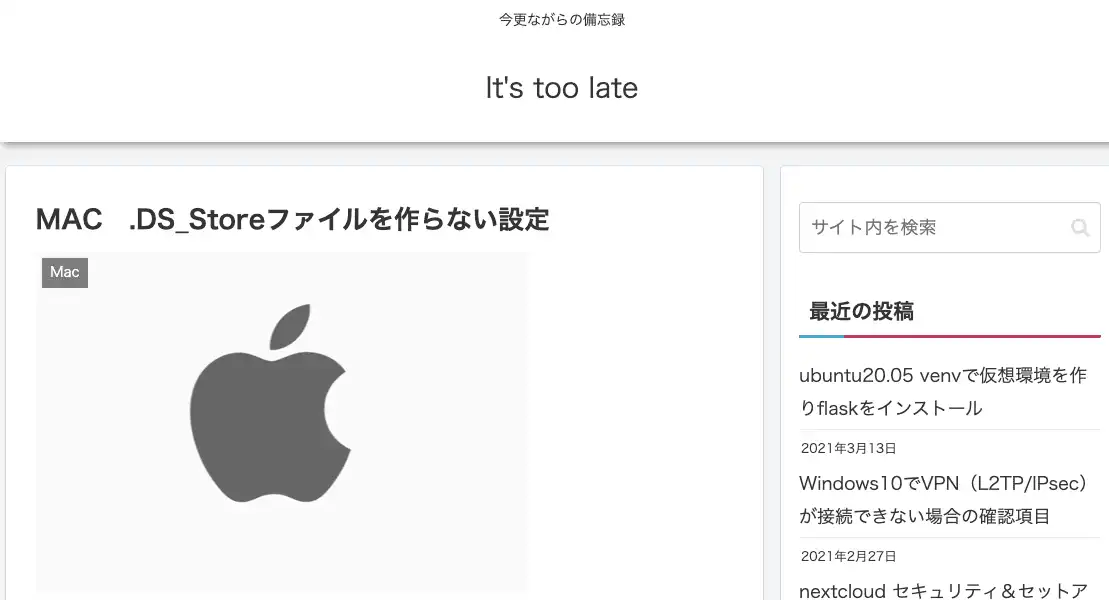 今更ながらの備忘録
It's too late
MAC　.DS_Storeファイルを作らない設定
Mac
サイト内を検索
最近の投稿
ubuntu20.05 venvで仮想環境を作
りflaskをインストール
2021年3月13日
Windows10でVPN（L2TP/IPsec）
が接続できない場合の確認項目
2021年2月27日
nextcloud セキュリティ＆セットア